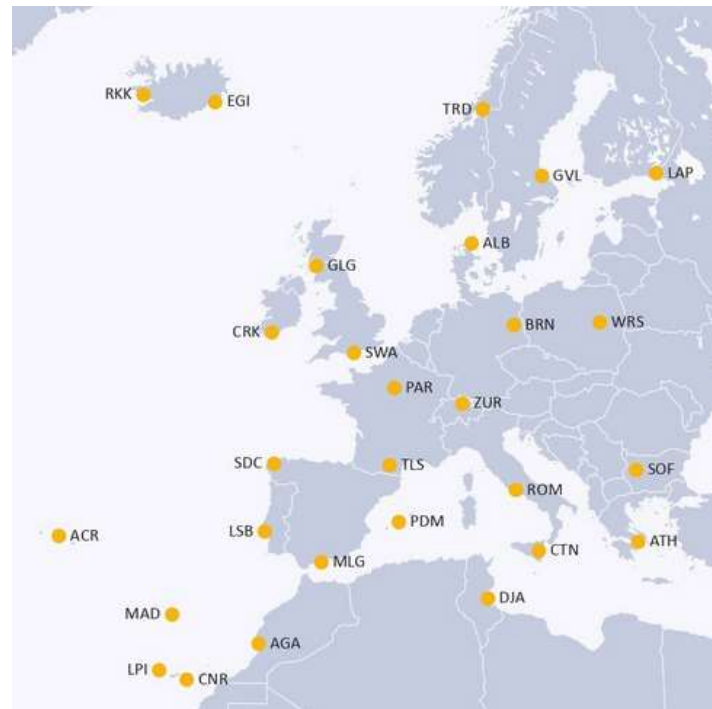 RKK
EGI
TRD
GVL
LAP
ALB
GLG
CRK
SWA
BRN
WRS
PAR
ZUR
SDC
TLS
SOF
ROM
ACR
LSB
PDM
MLG
CTN
ATH
DJA
MAD
AGA
LPI
CNR